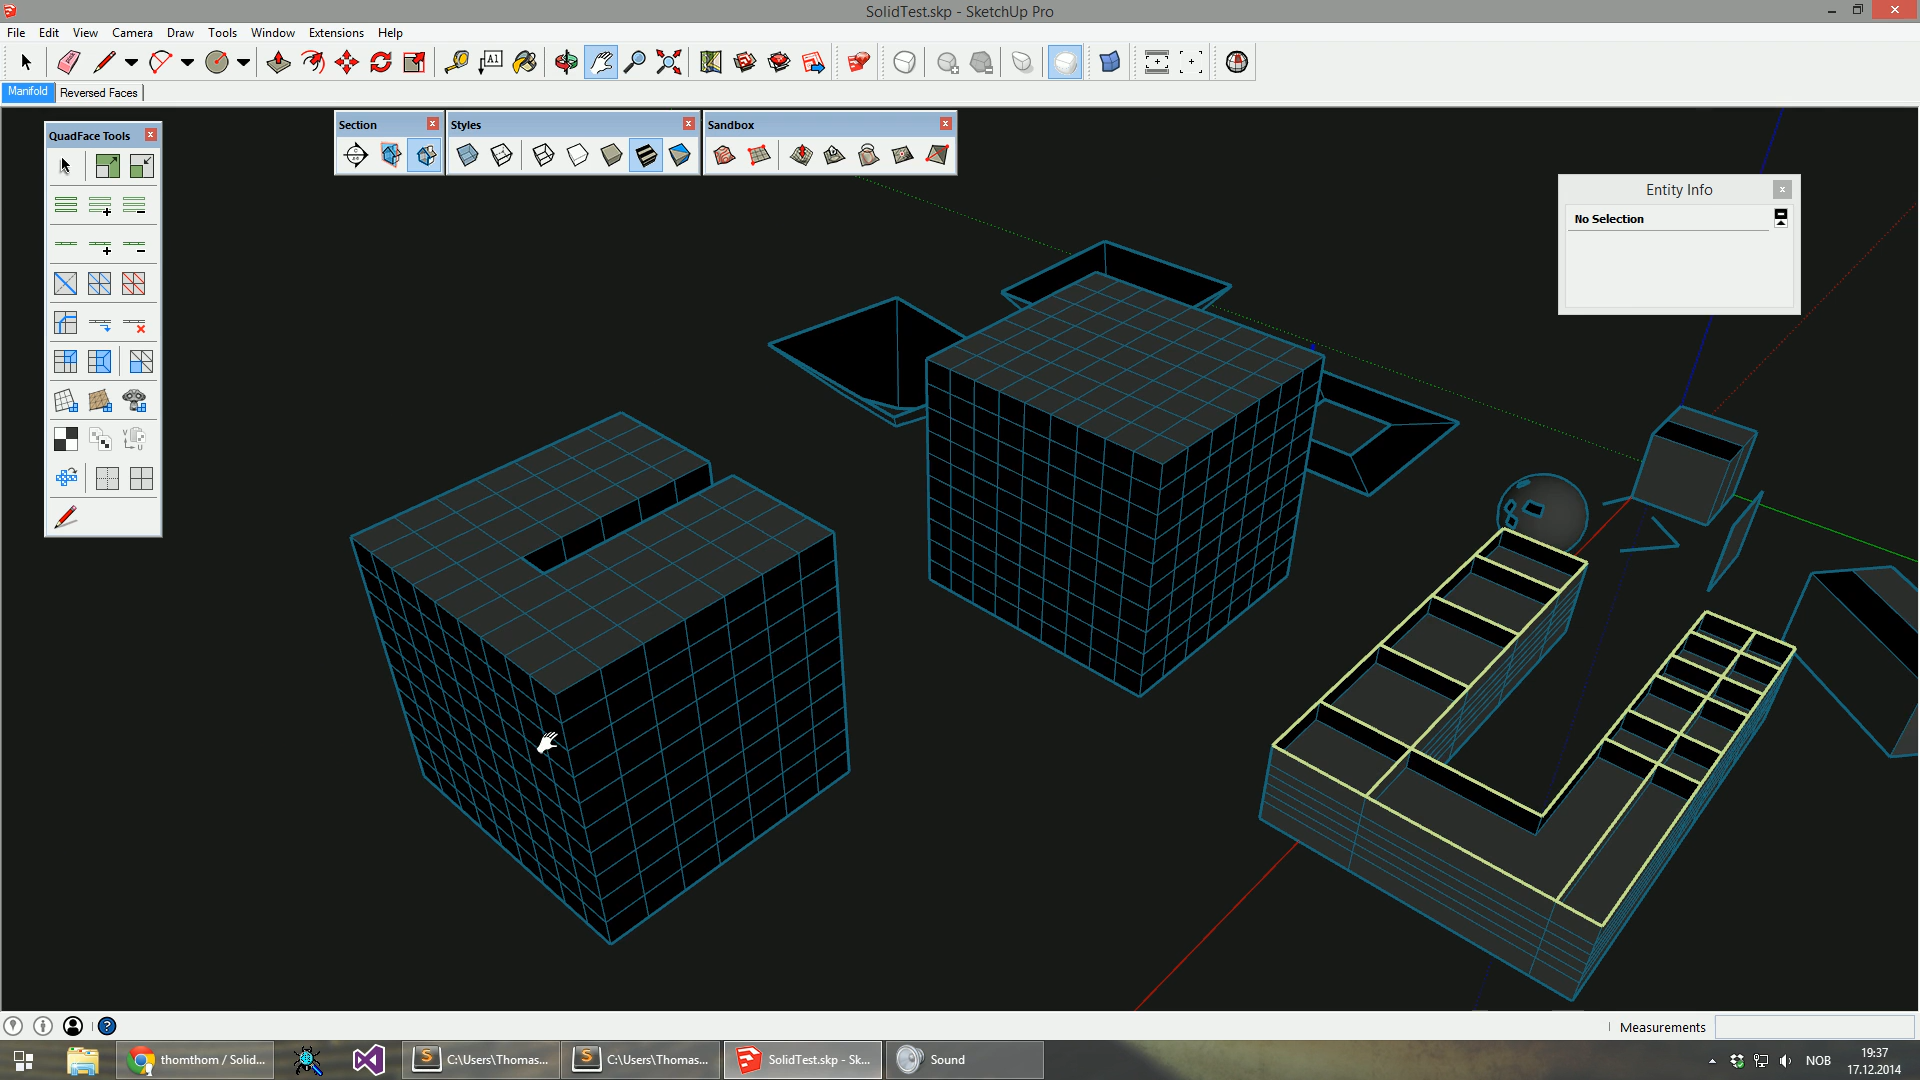 SolidTest.skp - SketchUp Pro
File Edit View Camera Draw Tools Window Extensions Help
A1
Manifold Reversed Faces
QuadFace Tools
Section
Styles
Sandbox
Entity Info
No Selection
Measurements
thomthom / Solid...
C:\Users\Thomas...
C:\Users\Thomas...
SolidTest.skp - Sk...
Sound
NOB
19:37
17.12.2014